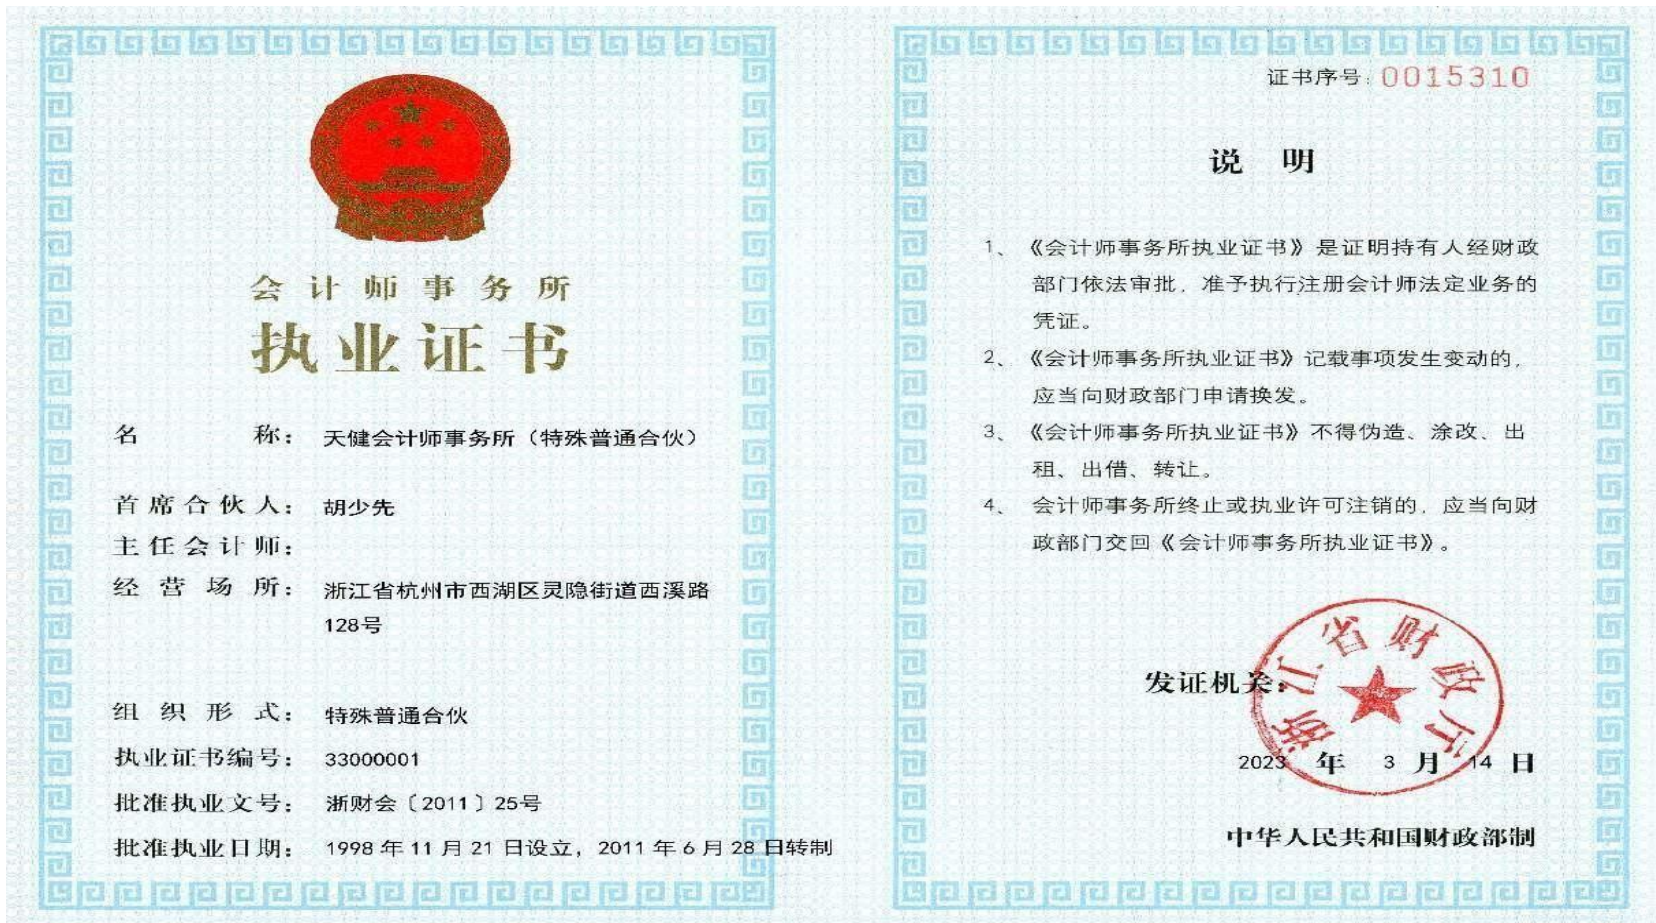 会计师事务所
执业证书
名称：天健会计师事务所（特殊普通合伙）
首席合伙人：胡少先
主任会计师：
经营场所：浙江省杭州市西湖区灵隐街道西溪路
128号
组织形式：特殊普通合伙
执业证书编号：33000001
批准执业文号：浙财会〔2011〕25号
批准执业日期：1998年11月21日设立，2011年6月28日转制
证书序号：0015310
说明
1、《会计师事务所执业证书》是证明持有人经财政
部门依法审批，准予执行注册会计师法定业务的
凭证。
2、《会计师事务所执业证书》记载事项发生变动的，
应当向财政部门申请换发。
3、《会计师事务所执业证书》不得伪造、涂改、出
租、出借、转让。
4、会计师事务所终止或执业许可注销的，应当向财
政部门交回《会计师事务所执业证书》。
发证机关：
浙江省财政厅
2023年3月14日
中华人民共和国财政部制